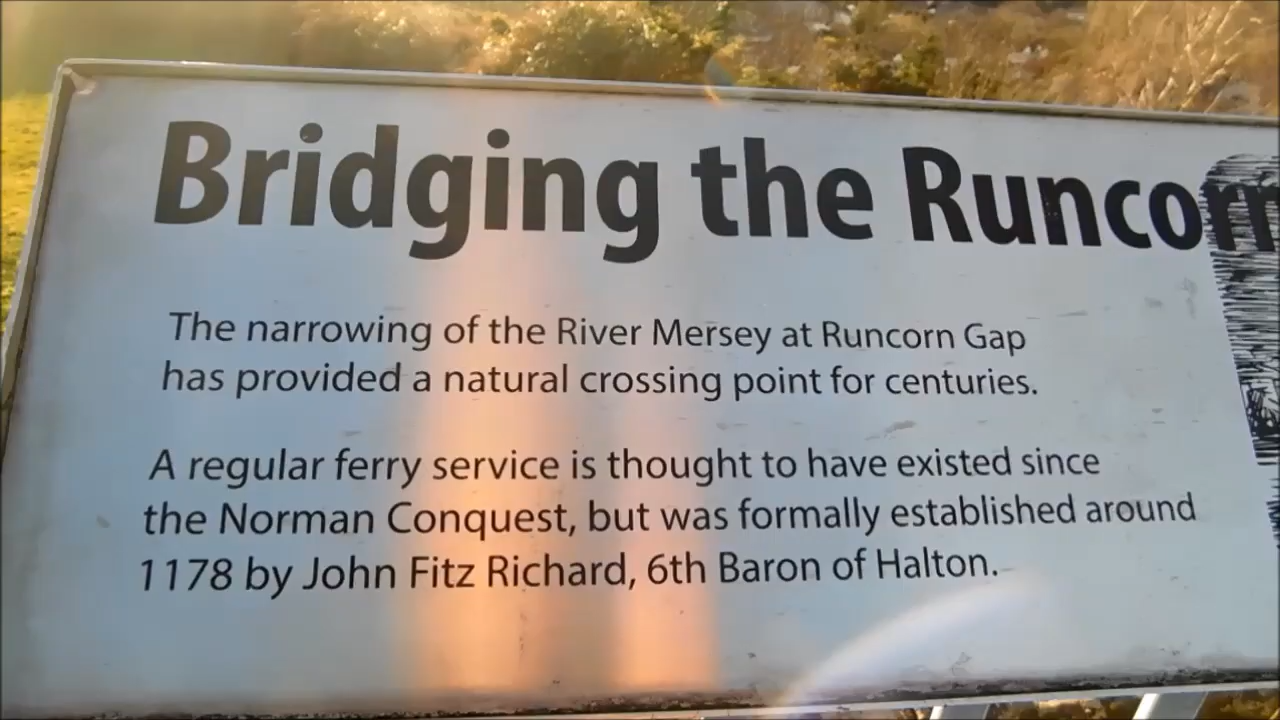 Bridging the Runcorn
The narrowing of the River Mersey at Runcorn Gap
has provided a natural crossing point for centuries.
A regular ferry service is thought to have existed since
the Norman Conquest, but was formally established around
1178 by John Fitz Richard, 6th Baron of Halton.